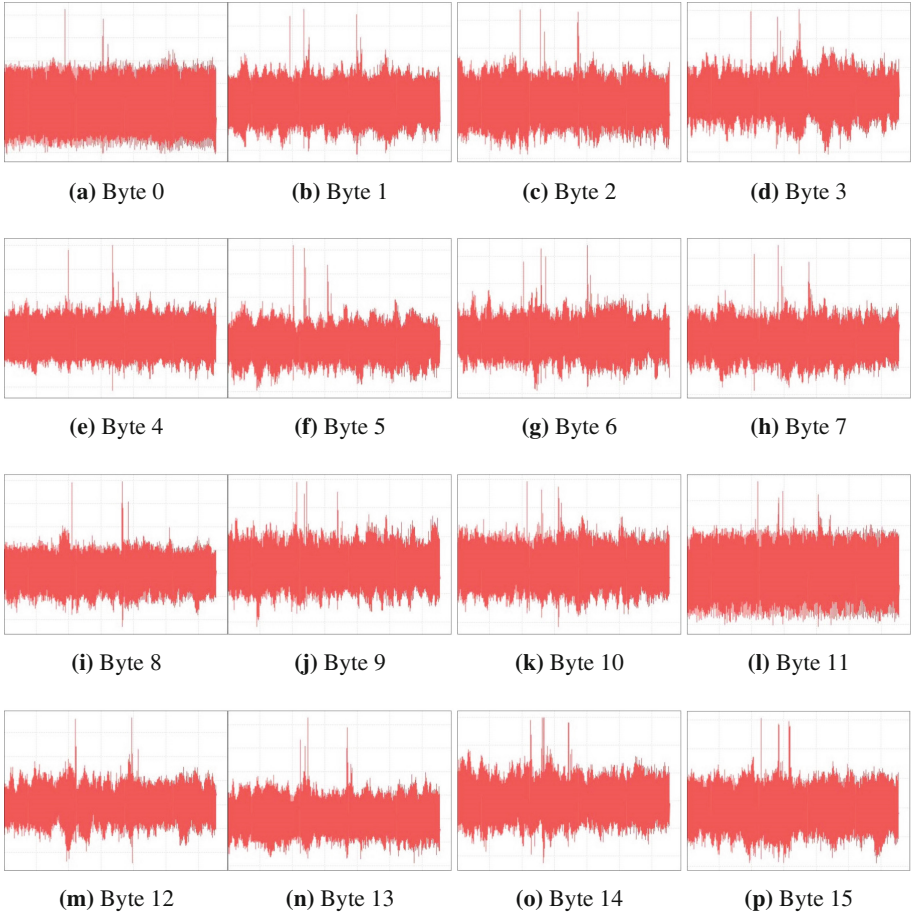 (a) Byte 0
(b) Byte 1
(c) Byte 2
(d) Byte 3
(e) Byte 4
(f) Byte 5
(g) Byte 6
(h) Byte 7
(i) Byte 8
(j) Byte 9
(k) Byte 10
(l) Byte 11
(m) Byte 12
(n) Byte 13
(o) Byte 14
(p) Byte 15